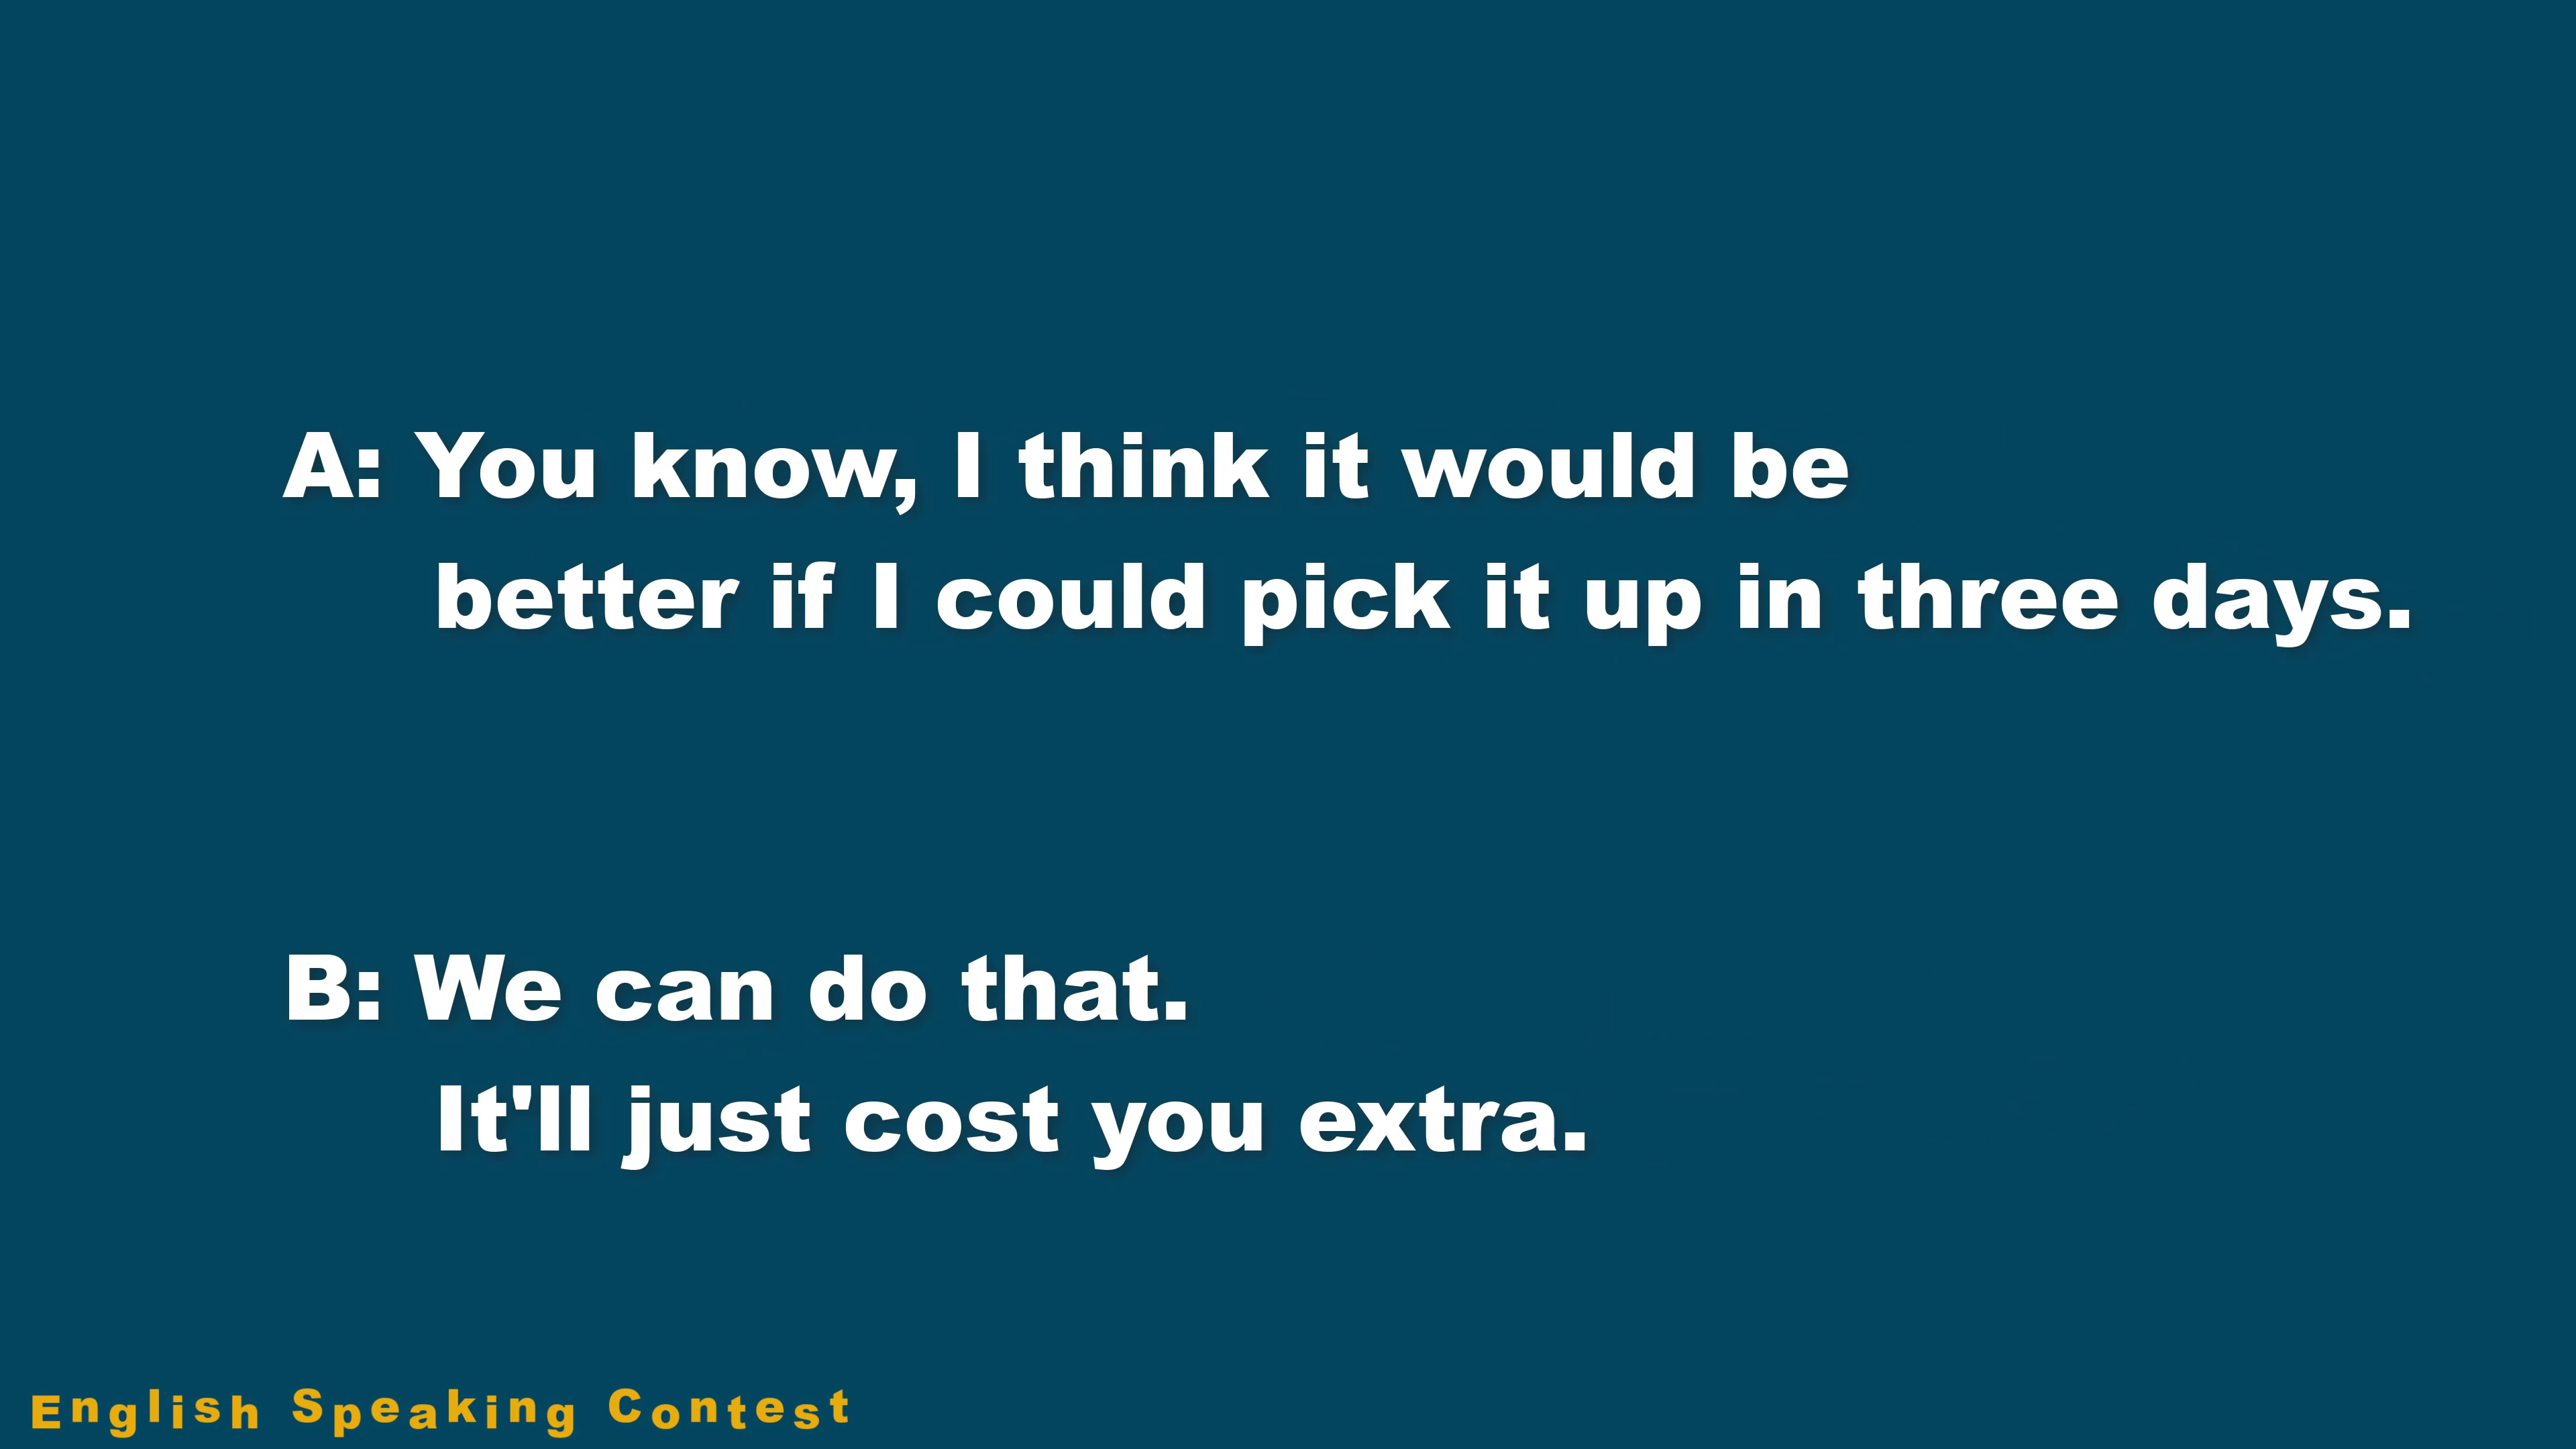 A: You know, I think it would be
better if I could pick it up in three days.
B: We can do that.
It'll just cost you extra.
English Speaking Contest